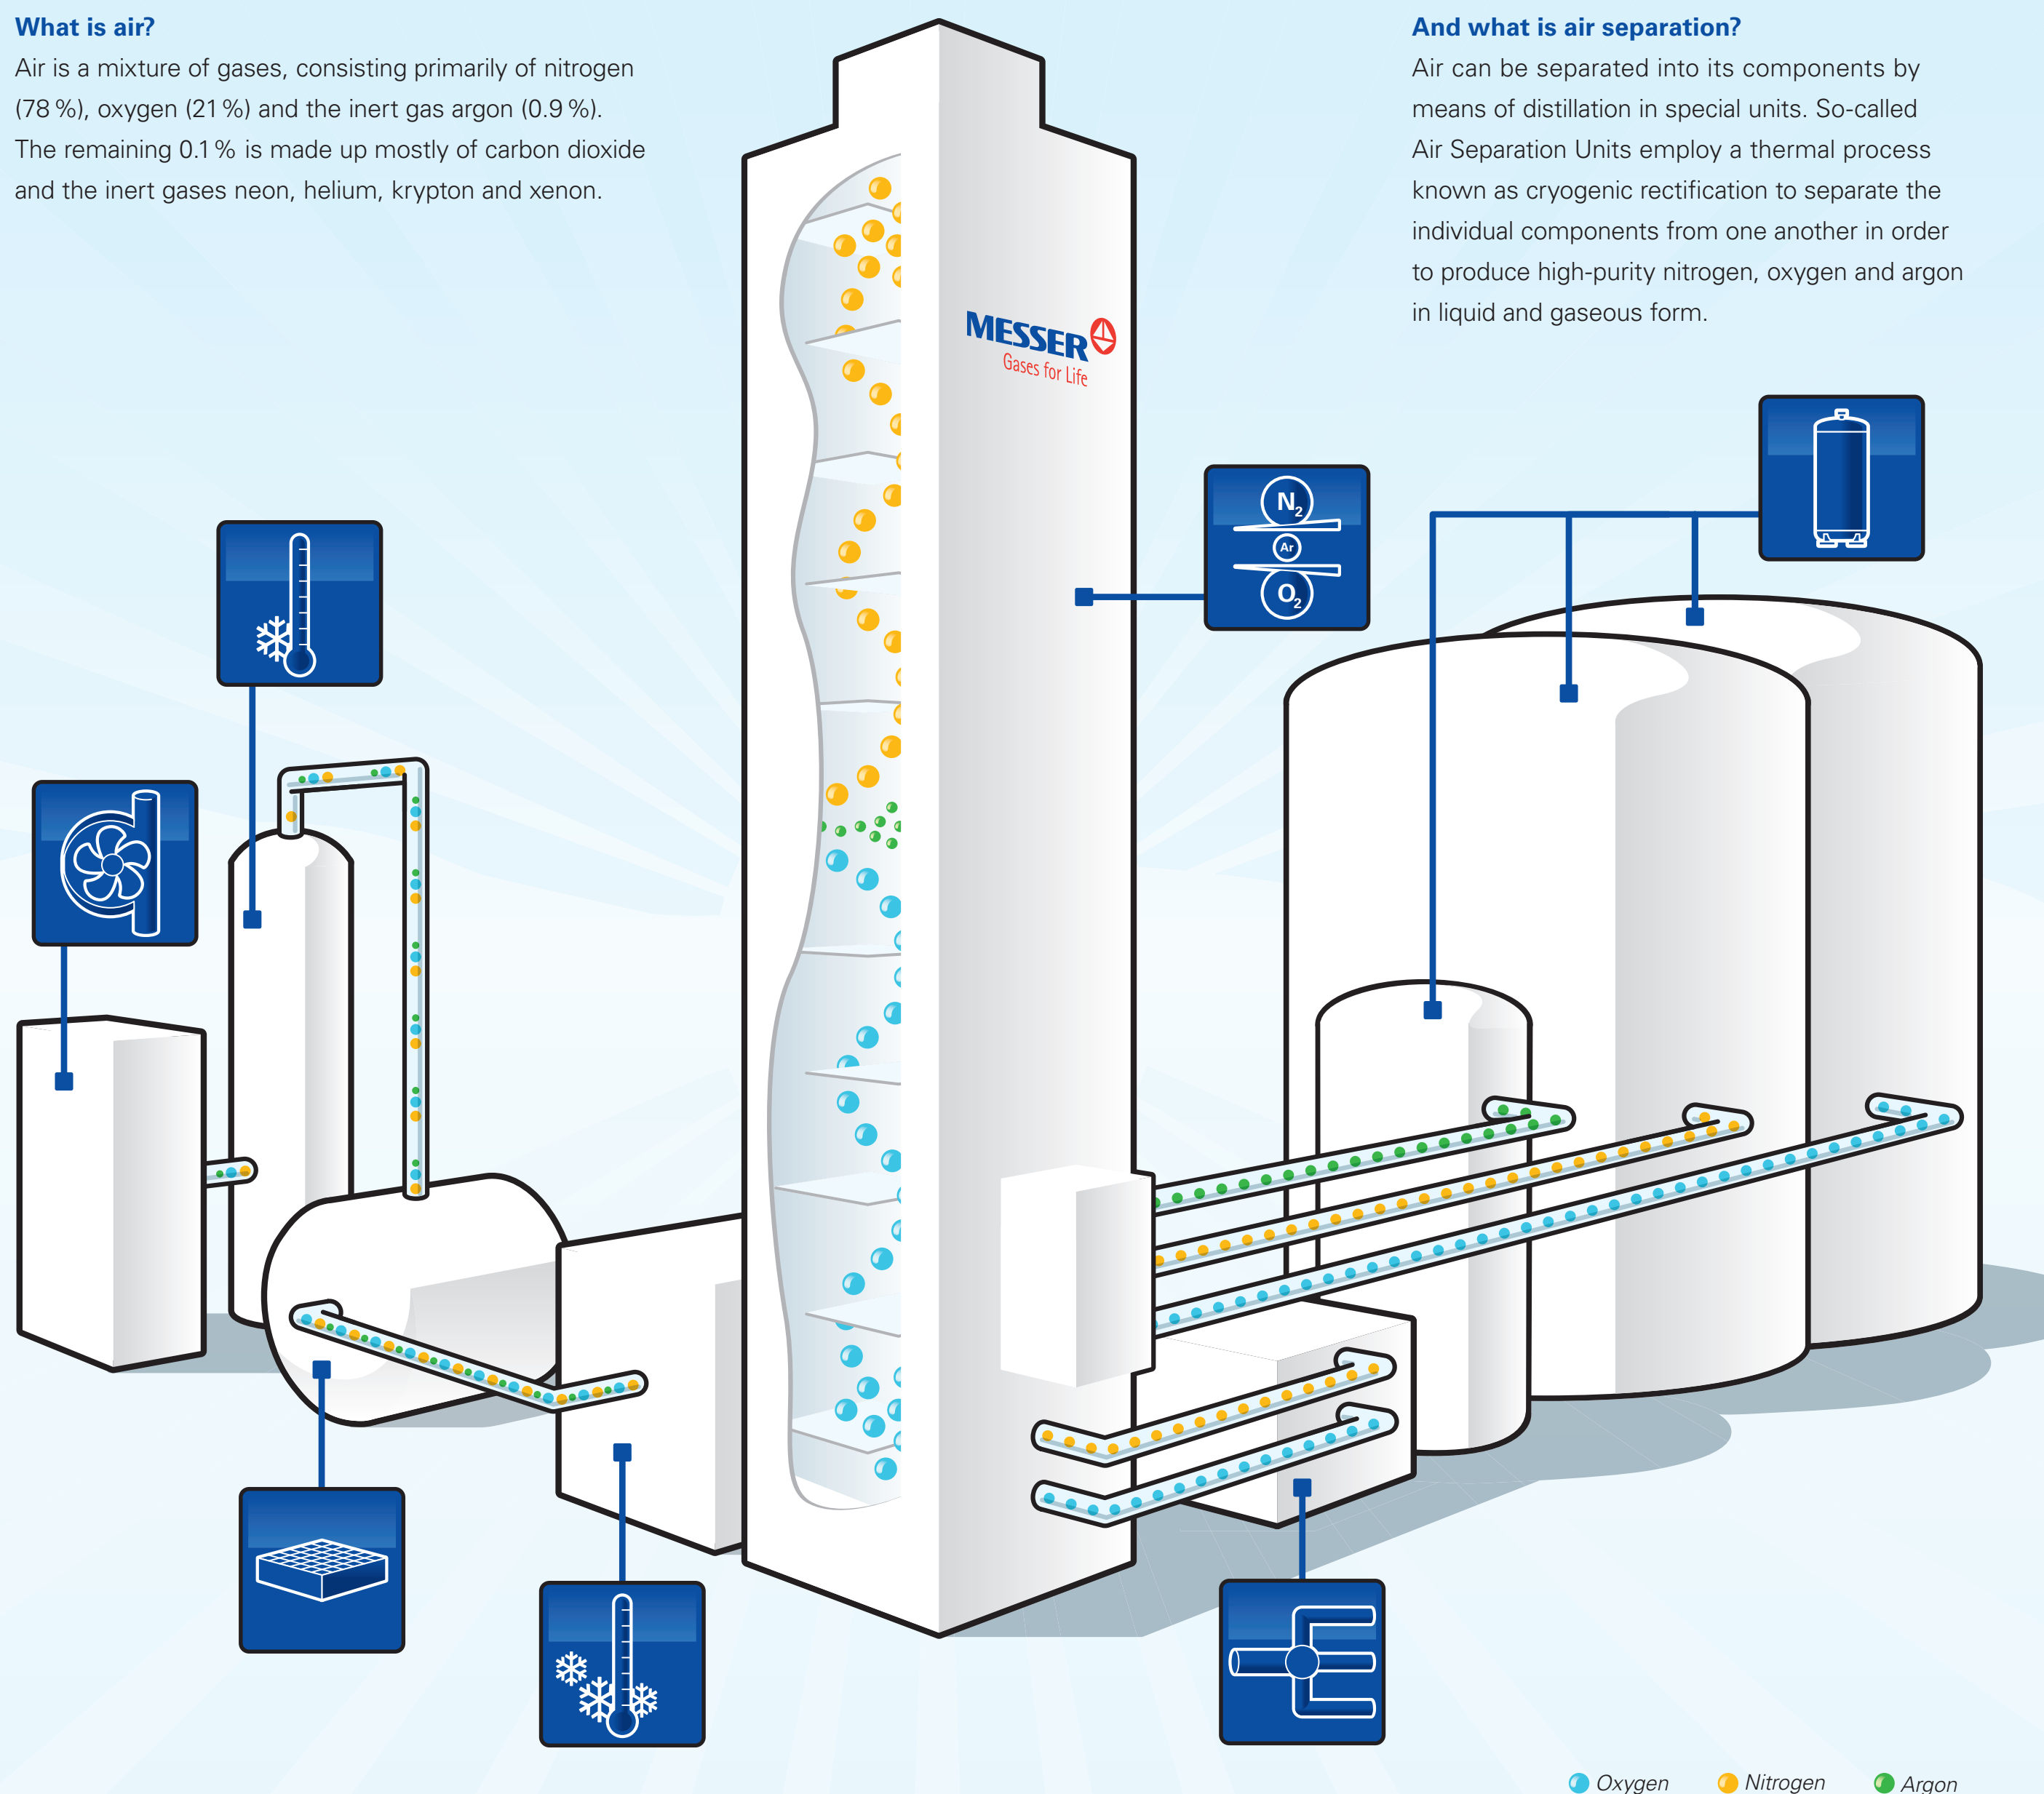 What is air?
Air is a mixture of gases, consisting primarily of nitrogen
(78 %), oxygen (21 %) and the inert gas argon (0.9 %).
The remaining 0.1 % is made up mostly of carbon dioxide
and the inert gases neon, helium, krypton and xenon.
And what is air separation?
Air can be separated into its components by
means of distillation in special units. So-called
Air Separation Units employ a thermal process
known as cryogenic rectification to separate the
individual components from one another in order
to produce high-purity nitrogen, oxygen and argon
in liquid and gaseous form.
MESSER
Gases for Life
N₂
Ar
O₂
Oxygen Nitrogen Argon